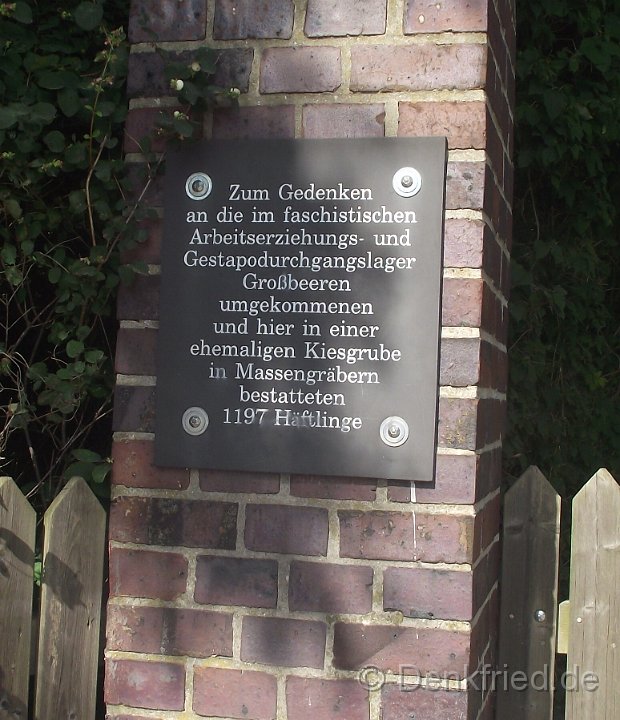 Zum Gedenken
an die im faschistischen
Arbeitserziehungs- und
Gestapodurchgangslager
Großbeeren
umgekommenen
und hier in einer
ehemaligen Kiesgrube
in Massengräbern
bestatteten
1197 Häftlinge
© Denkfried.de